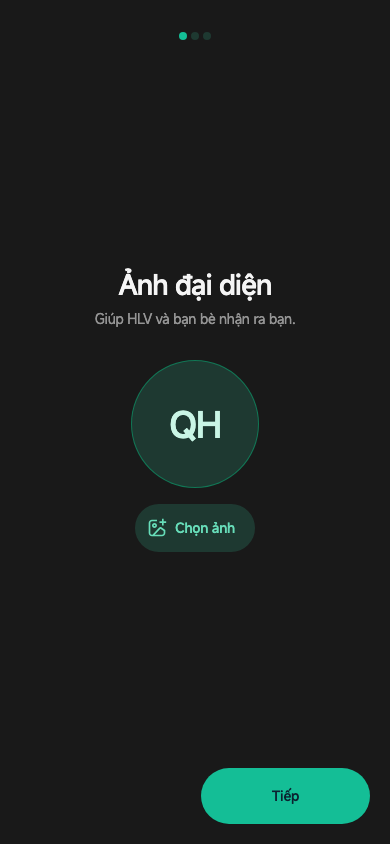 Ảnh đại diện
Giúp HLV và bạn bè nhận ra bạn.
QH
Chọn ảnh
Tiếp